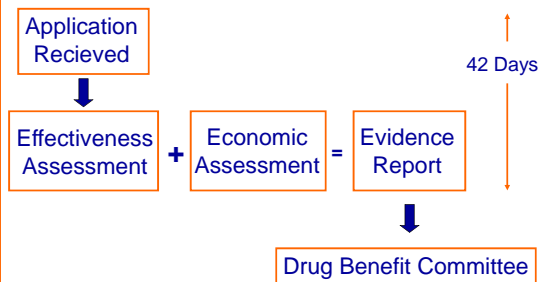 Application
Recieved
42 Days
Effectiveness
Assessment
+
Economic
Assessment
=
Evidence
Report
Drug Benefit Committee